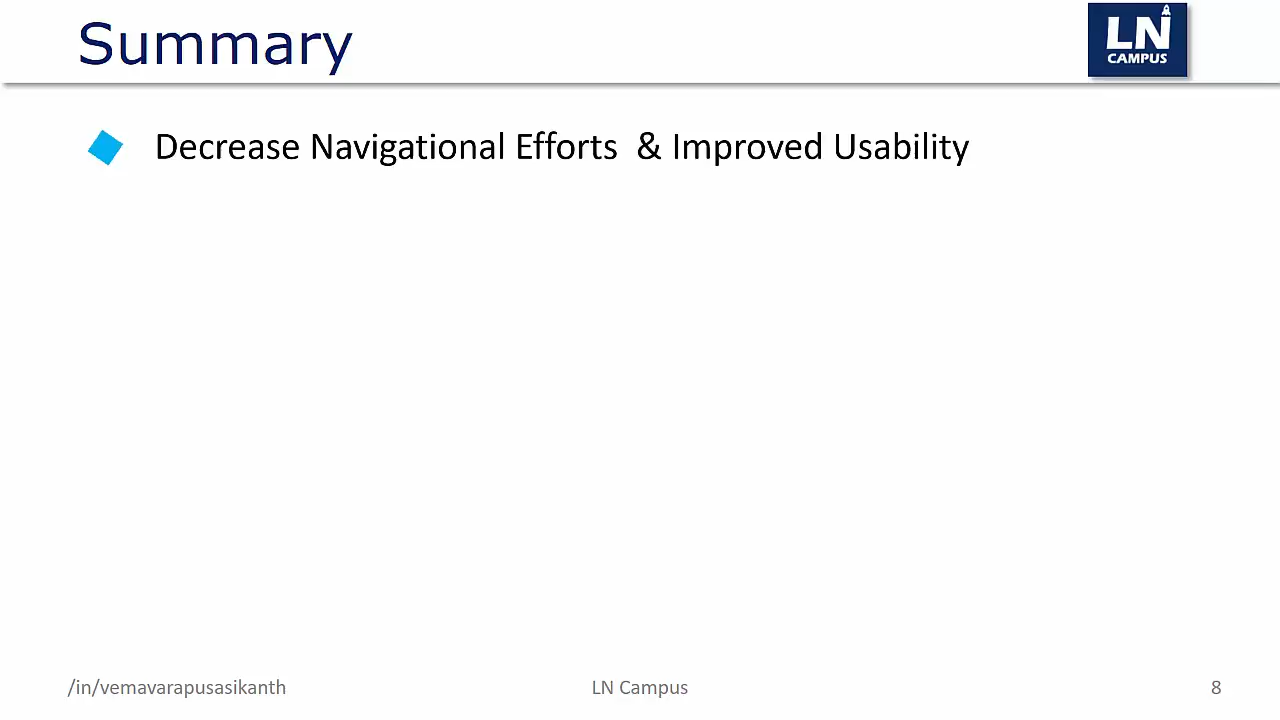 Summary
LN
CAMPUS
Decrease Navigational Efforts & Improved Usability
/in/vemavarapusasikanth
LN Campus
8